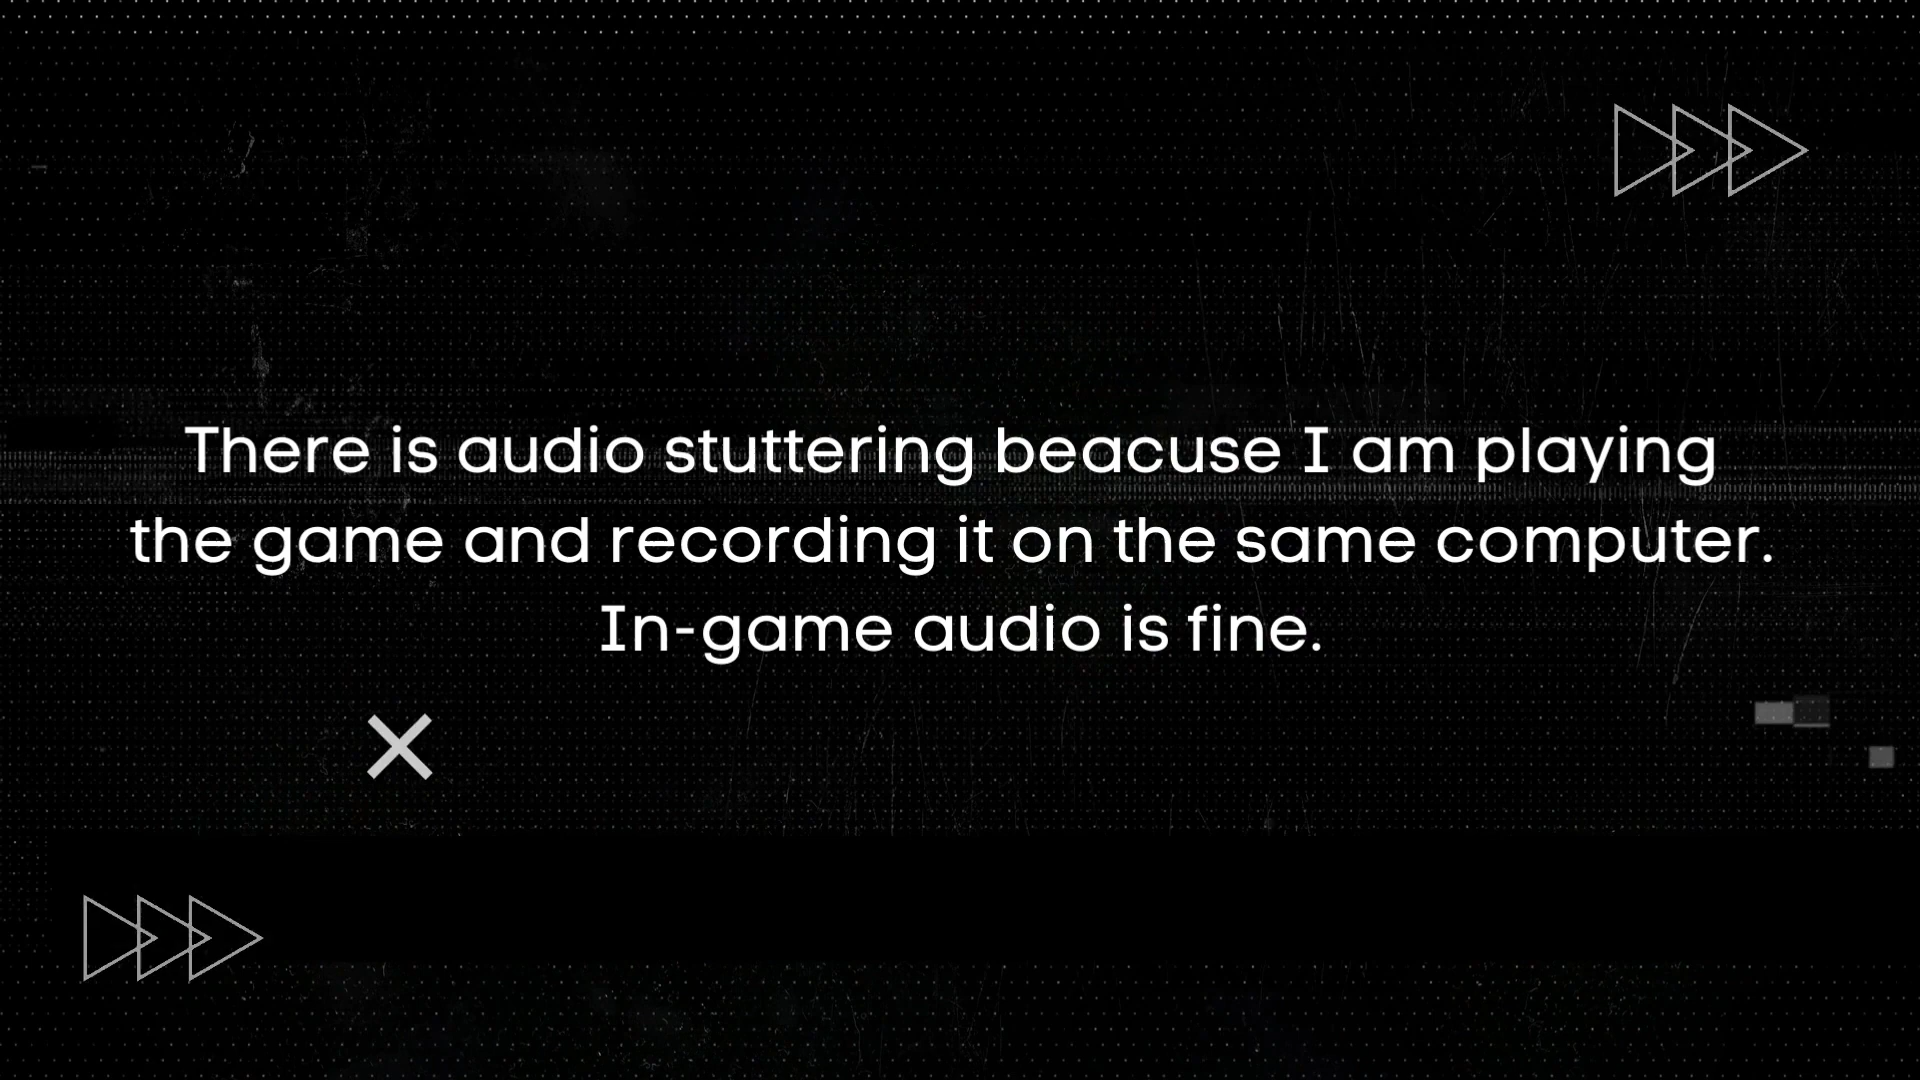 There is audio stuttering beacuse I am playing
the game and recording it on the same computer.
In-game audio is fine.